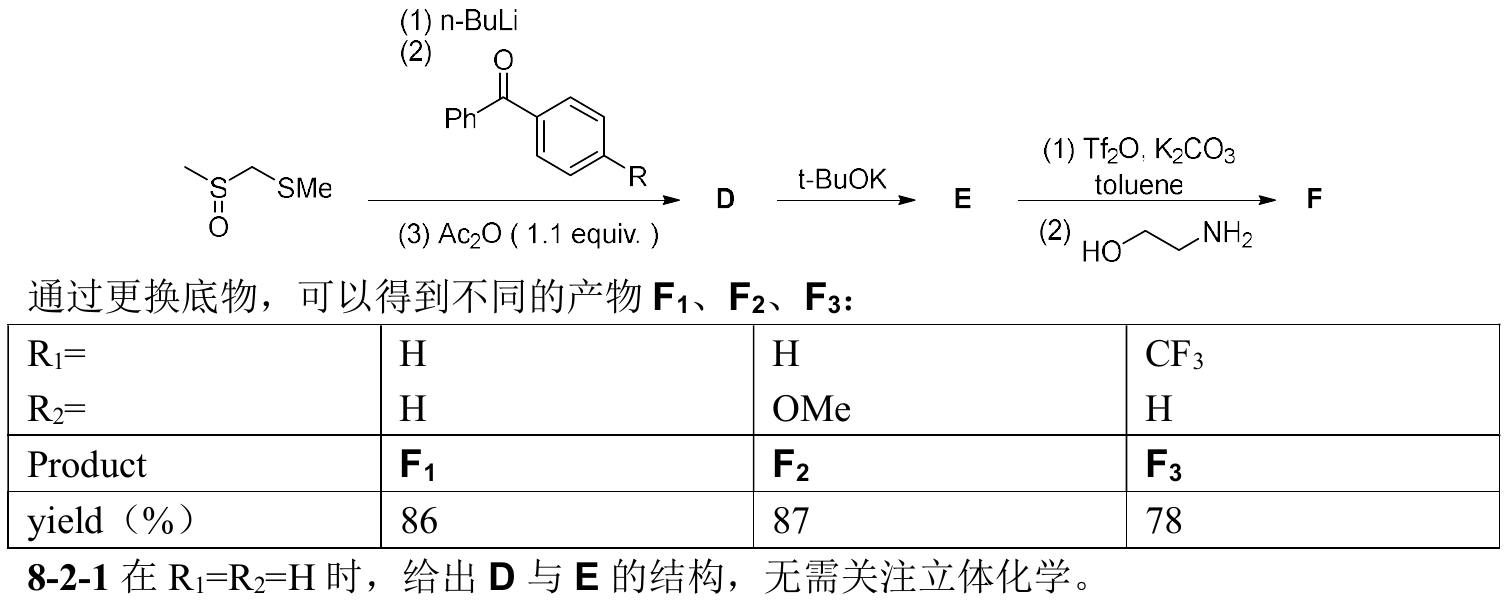 (1) n-BuLi
(2)
O
Ph
R
S
SMe
O
(3) Ac₂O ( 1.1 equiv. )
D
t-BuOK
E
(1) Tf₂O, K₂CO₃
toluene
(2)
HO
NH₂
F
通过更换底物，可以得到不同的产物 F₁、F₂、F₃：
R₁= H H CF₃
R₂= H OMe H
Product F₁ F₂ F₃
yield（%） 86 87 78
8-2-1 在 R₁=R₂=H 时，给出 D 与 E 的结构，无需关注立体化学。